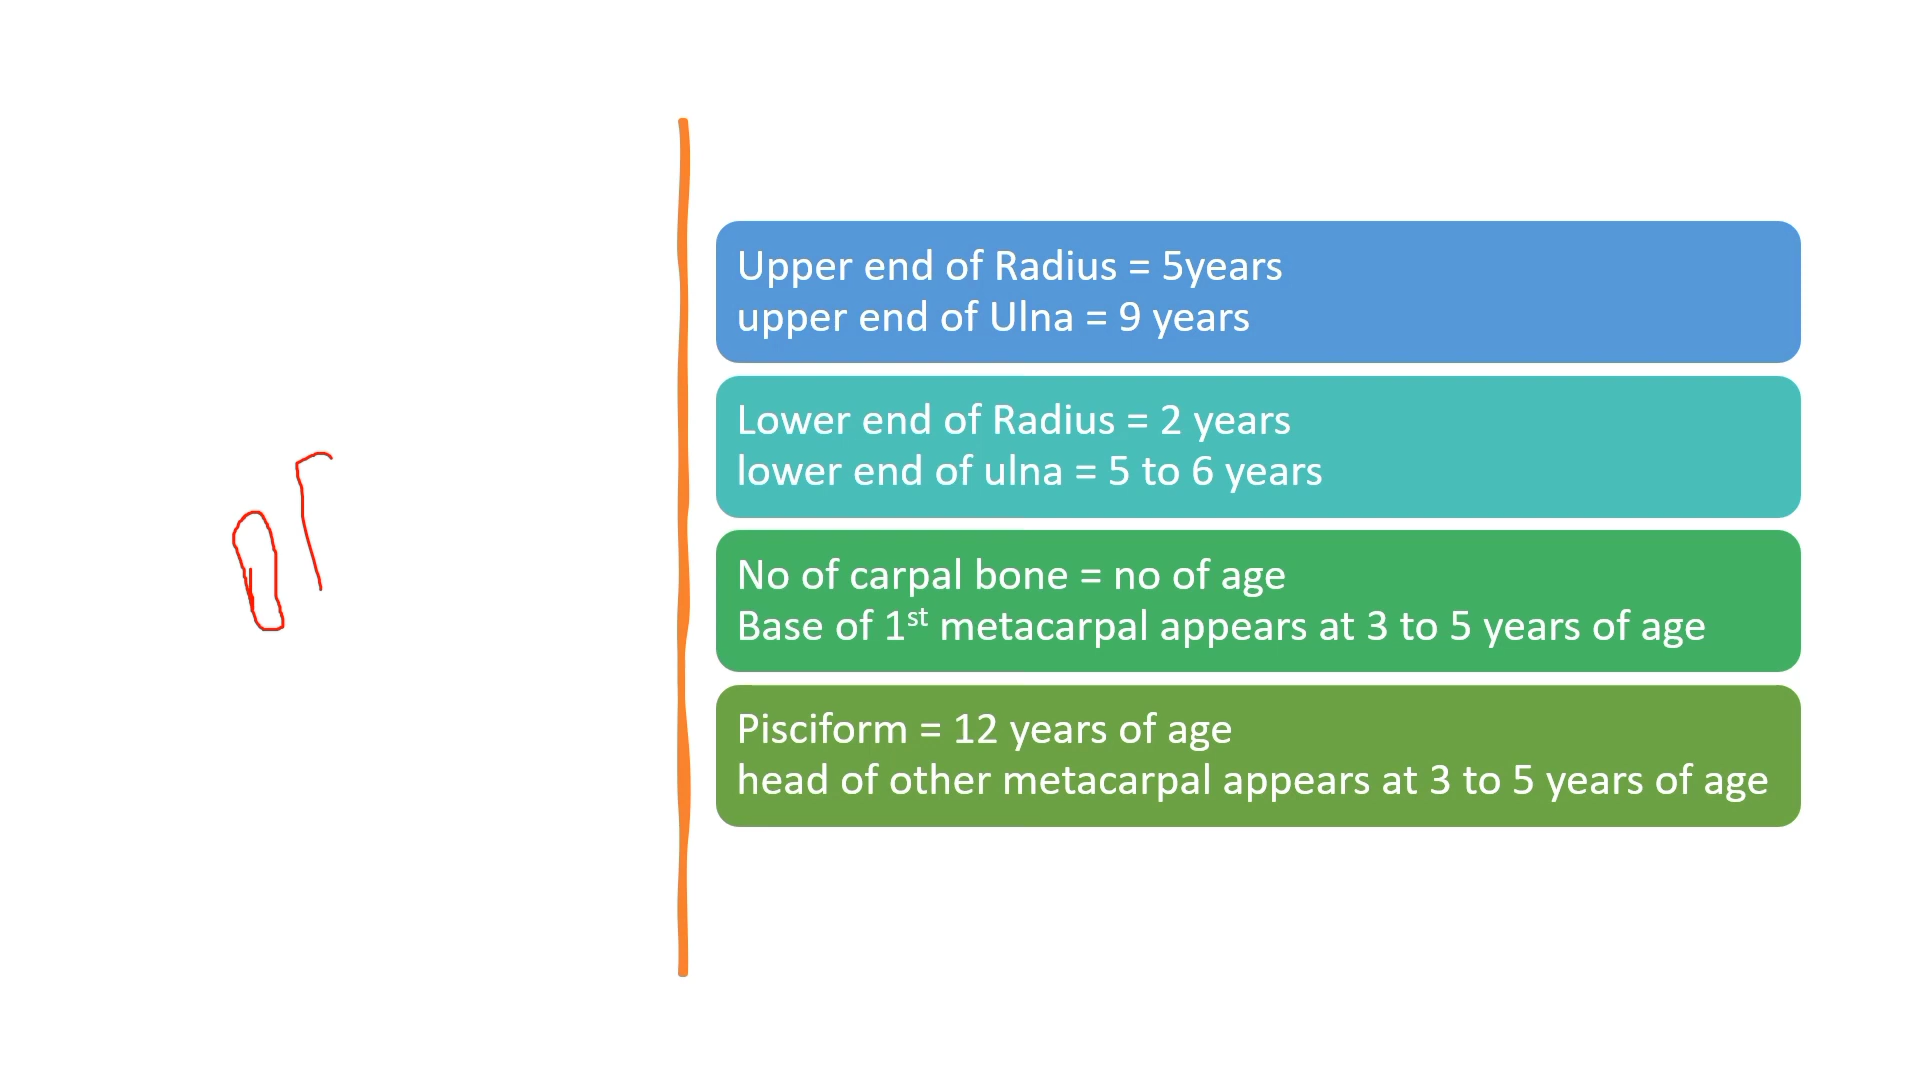 Upper end of Radius = 5years
upper end of Ulna = 9 years
Lower end of Radius = 2 years
lower end of ulna = 5 to 6 years
No of carpal bone = no of age
Base of 1st metacarpal appears at 3 to 5 years of age
Pisciform = 12 years of age
head of other metacarpal appears at 3 to 5 years of age